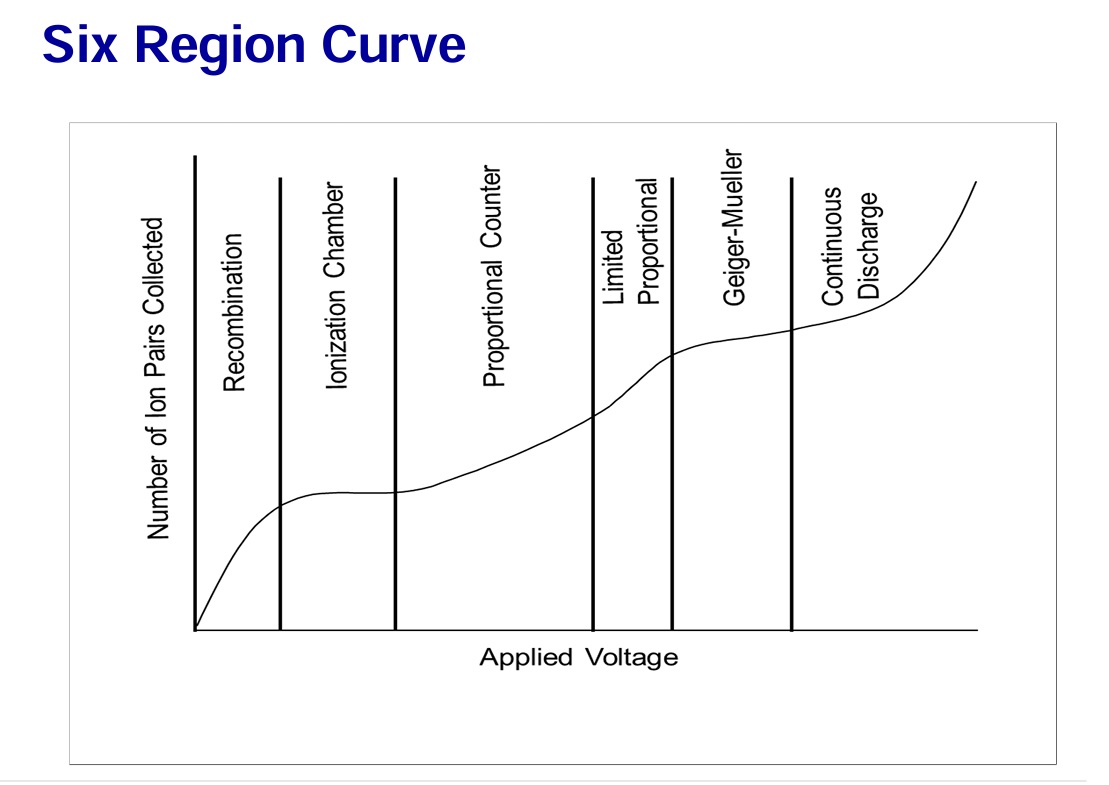 Six Region Curve
Number of Ion Pairs Collected
Recombination
Ionization Chamber
Proportional Counter
Limited
Proportional
Geiger-Mueller
Continuous
Discharge
Applied Voltage